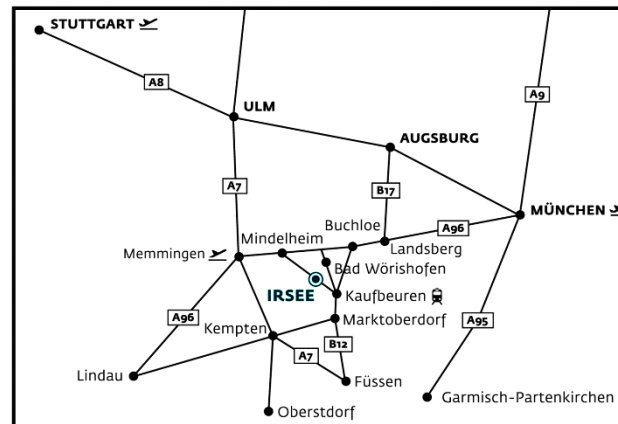 STUTTGART
A8
A9
ULM
AUGSBURG
A7
B17
MÜNCHEN
Buchloe
A96
Mindelheim
Landsberg
Memmingen
Bad Wörishofen
IRSEE
Kaufbeuren
A96
Kempten
Marktoberdorf
A95
B12
A7
Lindau
Füssen
Garmisch-Partenkirchen
Oberstdorf